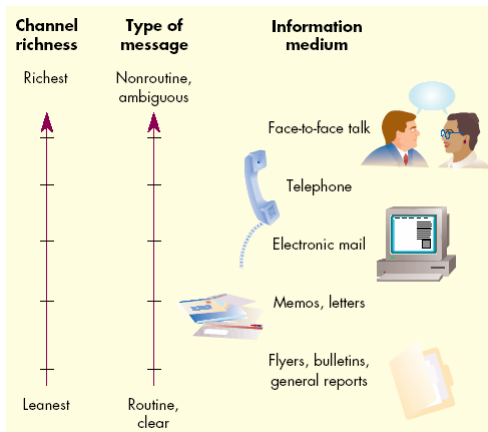 Channel
richness
Type of
message
Information
medium
Richest
Nonroutine,
ambiguous
Face-to-face talk
Telephone
Electronic mail
Memos, letters
Flyers, bulletins,
general reports
Leanest
Routine,
clear